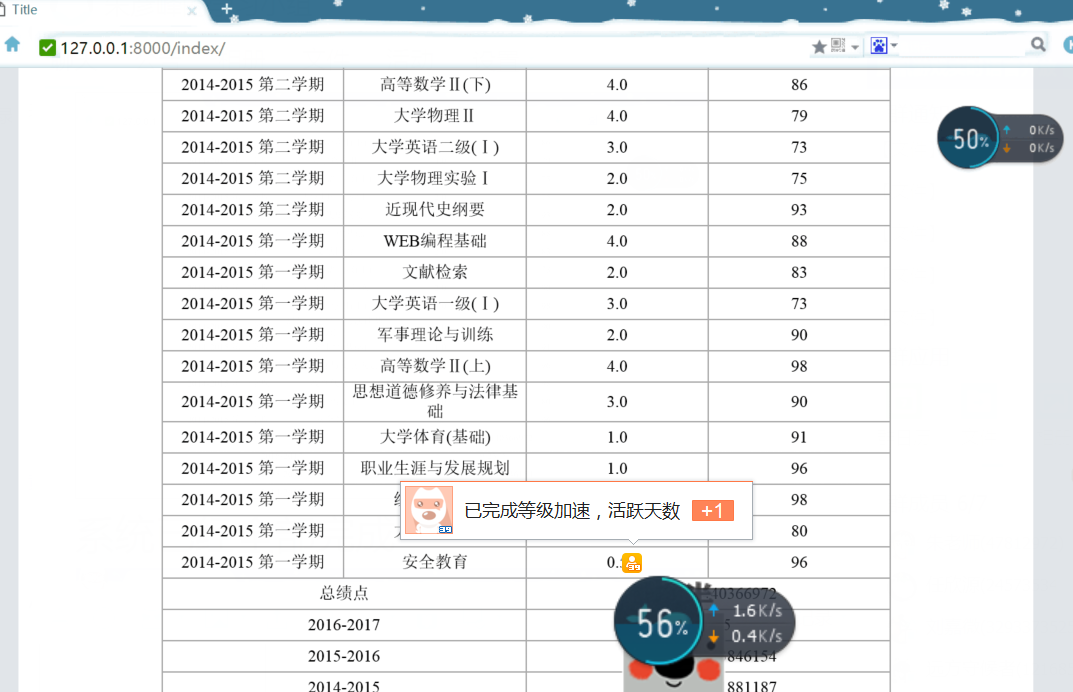 Title
127.0.0.1:8000/index/
2014-2015 第二学期 高等数学Ⅱ(下) 4.0 86
2014-2015 第二学期 大学物理Ⅱ 4.0 79
2014-2015 第二学期 大学英语二级(Ⅰ) 3.0 73
2014-2015 第二学期 大学物理实验Ⅰ 2.0 75
2014-2015 第二学期 近现代史纲要 2.0 93
2014-2015 第一学期 WEB编程基础 4.0 88
2014-2015 第一学期 文献检索 2.0 83
2014-2015 第一学期 大学英语一级(Ⅰ) 3.0 73
2014-2015 第一学期 军事理论与训练 2.0 90
2014-2015 第一学期 高等数学Ⅱ(上) 4.0 98
2014-2015 第一学期 思想道德修养与法律基 3.0 90
础
2014-2015 第一学期 大学体育(基础) 1.0 91
2014-2015 第一学期 职业生涯与发展规划 1.0 96
2014-2015 第一学期 98
2014-2015 第一学期 80
2014-2015 第一学期 安全教育 96
总绩点 40366972
2016-2017
2015-2016 846154
2014-2015 881187
已完成等级加速，活跃天数 +1
50%
0K/s
0K/s
56%
1.6K/s
0.4K/s